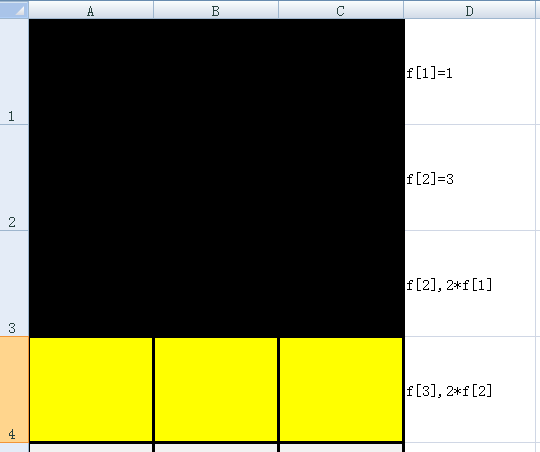 A B C D
1 f[1]=1
2 f[2]=3
3 f[2],2*f[1]
4 f[3],2*f[2]